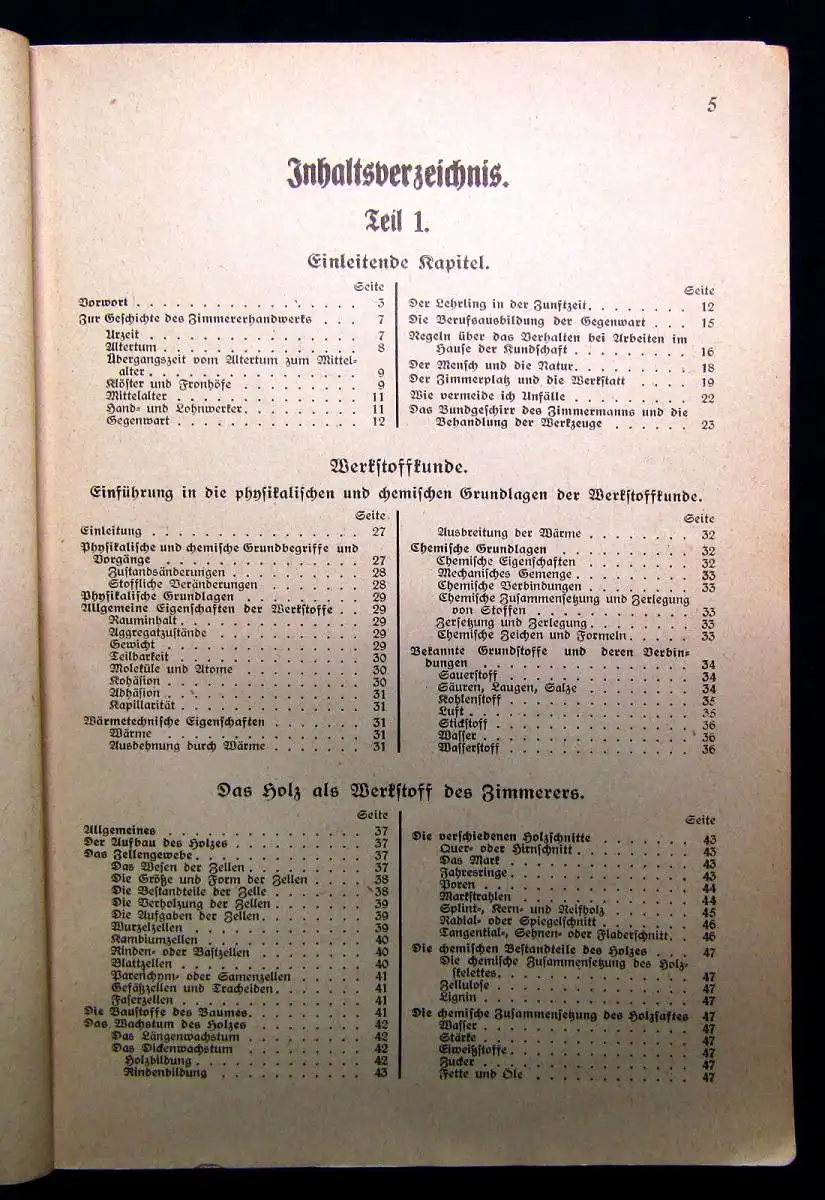 5
Inhaltsverzeichnis.
Teil 1.
Einleitende Kapitel.
Seite
Vorwort . . . . . . . . . . . . . . . . 3
Zur Geschichte des Zimmererhandwerks . . . 7
Urzeit . . . . . . . . . . . . . . . 7
Altertum . . . . . . . . . . . . . . 8
Übergangszeit vom Altertum zum Mittel-
alter . . . . . . . . . . . . . . . 9
Klöster und Fronhöfe . . . . . . . . . 9
Mittelalter . . . . . . . . . . . . . 11
Hand- und Lohnwerker . . . . . . . . . 11
Gegenwart . . . . . . . . . . . . . . 12
Seite
Der Lehrling in der Zunftzeit . . . . . . . 12
Die Berufsausbildung der Gegenwart . . . 15
Regeln über das Verhalten bei Arbeiten im
Hause der Kundschaft . . . . . . . . 16
Der Mensch und die Natur . . . . . . . . 18
Der Zimmerplatz und die Werkstatt . . . . 19
Wie vermeide ich Unfälle . . . . . . . . 22
Das Bundgeschirr des Zimmermanns und die
Behandlung der Werkzeuge . . . . . . 23
Werkstoffkunde.
Einführung in die physikalischen und chemischen Grundlagen der Werkstoffkunde.
Seite
Einleitung . . . . . . . . . . . . . . . 27
Physikalische und chemische Grundbegriffe und
Vorgänge . . . . . . . . . . . . . . 27
Zustandsänderungen . . . . . . . . . . 28
Stoffliche Veränderungen . . . . . . . . 28
Physikalische Grundlagen . . . . . . . . . 29
Allgemeine Eigenschaften der Werkstoffe . . 29
Rauminhalt . . . . . . . . . . . . . 29
Aggregatzustände . . . . . . . . . . . 29
Gewicht . . . . . . . . . . . . . . . 29
Teilbarkeit . . . . . . . . . . . . . 30
Moleküle und Atome . . . . . . . . . . 30
Kohäsion . . . . . . . . . . . . . . 30
Adhäsion . . . . . . . . . . . . . . 31
Kapillarität . . . . . . . . . . . . . 31
Wärmetechnische Eigenschaften . . . . . . . 31
Wärme . . . . . . . . . . . . . . . 31
Ausdehnung durch Wärme . . . . . . . 31
Seite
Ausbreitung der Wärme . . . . . . . . 32
Chemische Grundlagen . . . . . . . . . . 32
Chemische Eigenschaften . . . . . . . . 32
Mechanisches Gemenge . . . . . . . . . 33
Chemische Verbindungen . . . . . . . . 33
Chemische Zusammensetzung und Zerlegung
von Stoffen . . . . . . . . . . . . 33
Zersetzung und Zerlegung . . . . . . . . 33
Chemische Zeichen und Formeln . . . . . 33
Bekannte Grundstoffe und deren Verbin-
dungen . . . . . . . . . . . . . . 34
Sauerstoff . . . . . . . . . . . . . . 34
Säuren, Laugen, Salze . . . . . . . . . 34
Kohlenstoff . . . . . . . . . . . . . 35
Luft . . . . . . . . . . . . . . . . 35
Stickstoff . . . . . . . . . . . . . . 36
Wasser . . . . . . . . . . . . . . . 36
Wasserstoff . . . . . . . . . . . . . 36
Das Holz als Werkstoff des Zimmerers.
Seite
Allgemeines . . . . . . . . . . . . . . 37
Der Aufbau des Holzes . . . . . . . . . . 37
Das Zellengewebe . . . . . . . . . . . . 37
Das Wesen der Zellen . . . . . . . . . 37
Die Größe und Form der Zellen . . . . 38
Die Bestandteile der Zelle . . . . . . . 38
Die Verholzung der Zellen . . . . . . . 39
Die Aufgaben der Zellen . . . . . . . . 39
Wurzelzellen . . . . . . . . . . . . . 39
Kambiumzellen . . . . . . . . . . . . 40
Rinden- oder Bastzellen . . . . . . . . 40
Blattzellen . . . . . . . . . . . . . 40
Parenchym- oder Samenzellen . . . . . . 41
Gefäßzellen und Tracheiden . . . . . . . 41
Faserzellen . . . . . . . . . . . . . 41
Die Baustoffe des Baumes . . . . . . . . . 41
Das Wachstum des Holzes . . . . . . . . . 42
Das Längenwachstum . . . . . . . . . 42
Das Dickenwachstum . . . . . . . . . 42
Holzbildung . . . . . . . . . . . . 42
Rindenbildung . . . . . . . . . . . 43
Seite
Die verschiedenen Holzschnitte . . . . . . . 43
Quer- oder Hirnschnitt . . . . . . . . . 43
Das Mark . . . . . . . . . . . . . . 43
Jahresringe . . . . . . . . . . . . . 43
Poren . . . . . . . . . . . . . . . 44
Markstrahlen . . . . . . . . . . . . 44
Splint-, Kern- und Reifholz . . . . . . . 45
Radial- oder Spiegelschnitt . . . . . . . 46
Tangential-, Sehnen- oder Fladerschnitt . . 46
Die chemischen Bestandteile des Holzes . . . 47
Die chemische Zusammensetzung des Holz-
skelettes . . . . . . . . . . . . . 47
Zellulose . . . . . . . . . . . . . . 47
Lignin . . . . . . . . . . . . . . . 47
Die chemische Zusammensetzung des Holzsaftes 47
Wasser . . . . . . . . . . . . . . . 47
Stärke . . . . . . . . . . . . . . . 47
Eiweißstoffe . . . . . . . . . . . . . 47
Zucker . . . . . . . . . . . . . . . 47
Fette und Öle . . . . . . . . . . . . 47